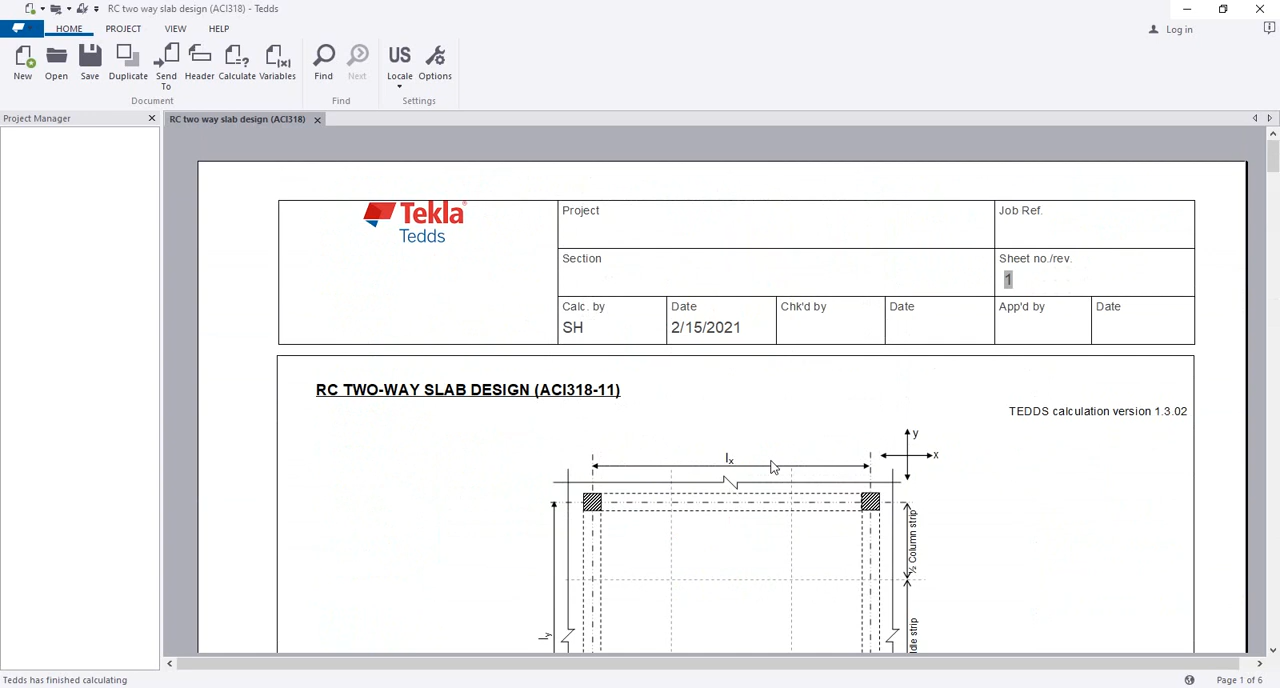 RC two way slab design (ACI318) - Tedds
HOME PROJECT VIEW HELP
Log in
New Open Save Duplicate Send To Header Calculate Variables Find Next US Locale Options
Document Find Settings
Project Manager
RC two way slab design (ACI318)
Tekla®
Tedds
Project
Job Ref.
Section
Sheet no./rev.
1
Calc. by
Date
Chk'd by
Date
App'd by
Date
SH
2/15/2021
RC TWO-WAY SLAB DESIGN (ACI318-11)
TEDDS calculation version 1.3.02
y
x
lx
½ Column strip
ly
ddle strip
Tedds has finished calculating
Page 1 of 6